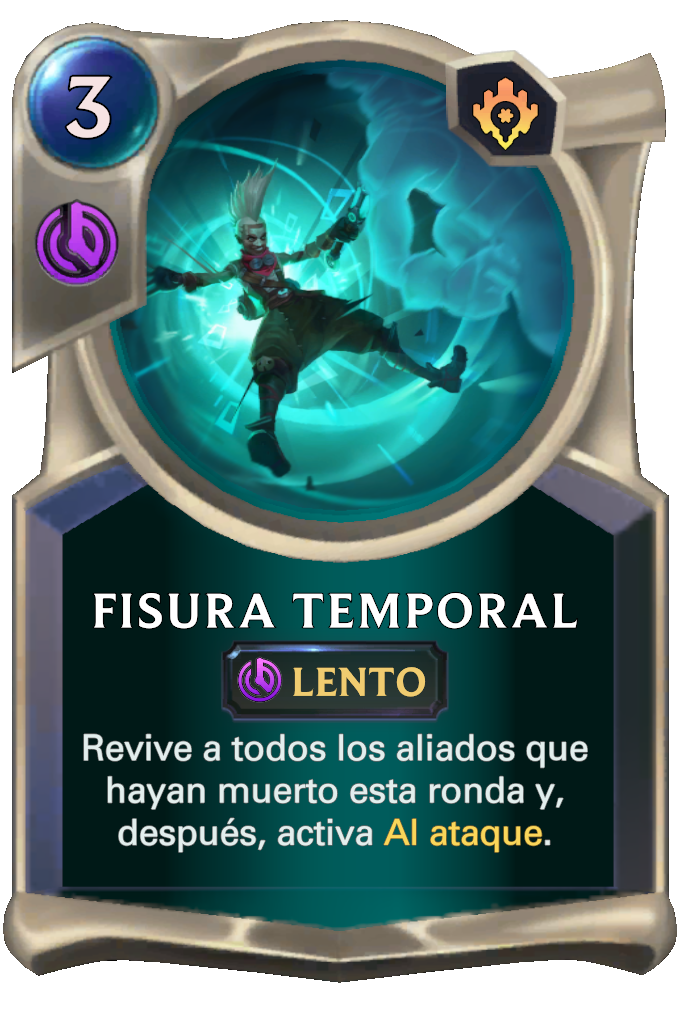 3
FISURA TEMPORAL
LENTO
Revive a todos los aliados que
hayan muerto esta ronda y,
después, activa Al ataque.